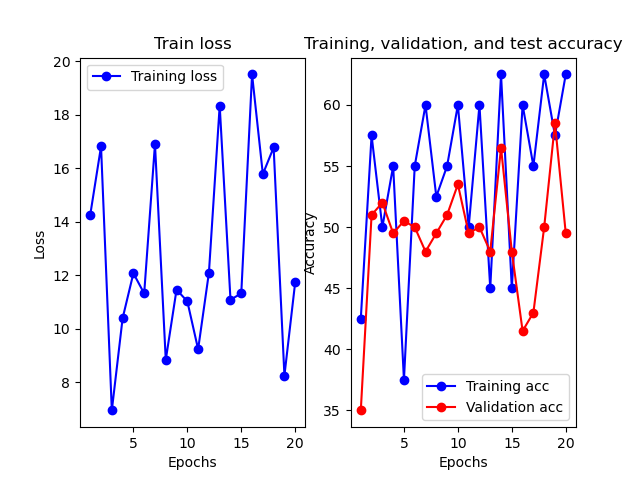 Train loss
Training loss
Loss
20
18
16
14
12
10
8
5
10
15
20
Epochs
Training, validation, and test accuracy
Accuracy
60
55
50
45
40
35
5
10
15
20
Epochs
Training acc
Validation acc